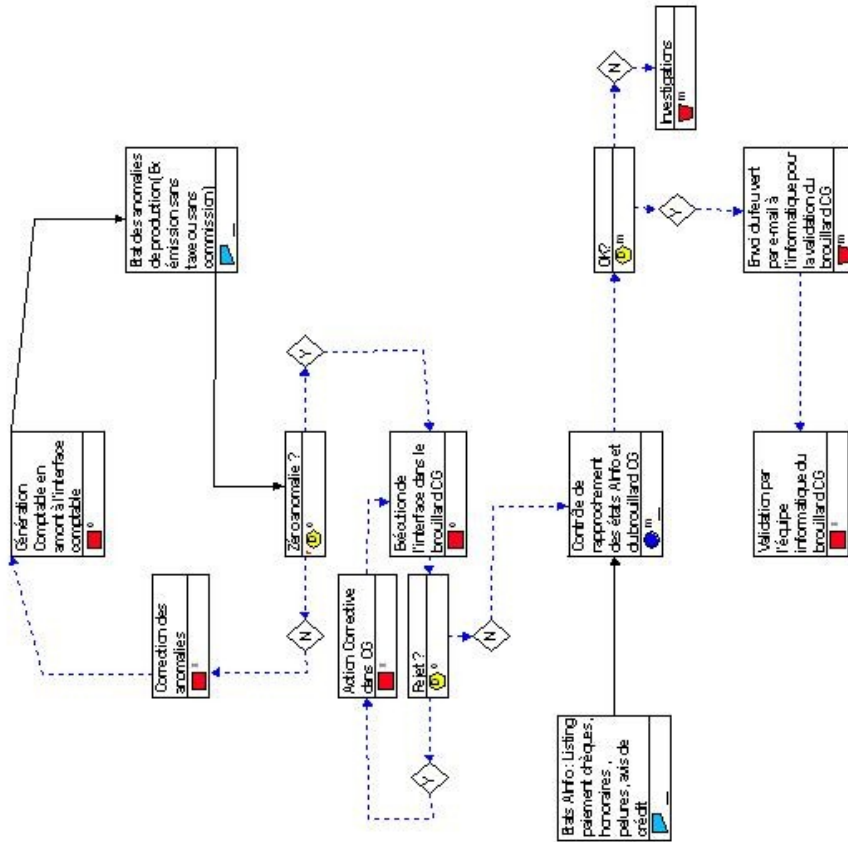 Génération
Comptable en
amont à l'interface
comptable
Etat des anomalies
de production (Ex
émission sans
taxe ou sans
commission)
Correction des
anomalies
Zéro anomalie ?
D
N
Y
Action Corrective
dans CG
Exécution de
l'interface dans le
brouillard CG
Rejet ?
D
Y
N
Etats AInfo : Listing
paiement chèques,
honoraires,
pelures, avis de
crédit
Contrôle de
rapprochement
des états AInfo et
du brouillard CG
m
OK?
D
m
N
Investigations
m
Y
Envoi du feu vert
par e-mail à
l'informatique pour
la validation du
brouillard CG
m
Validation par
l'équipe
informatique du
brouillard CG